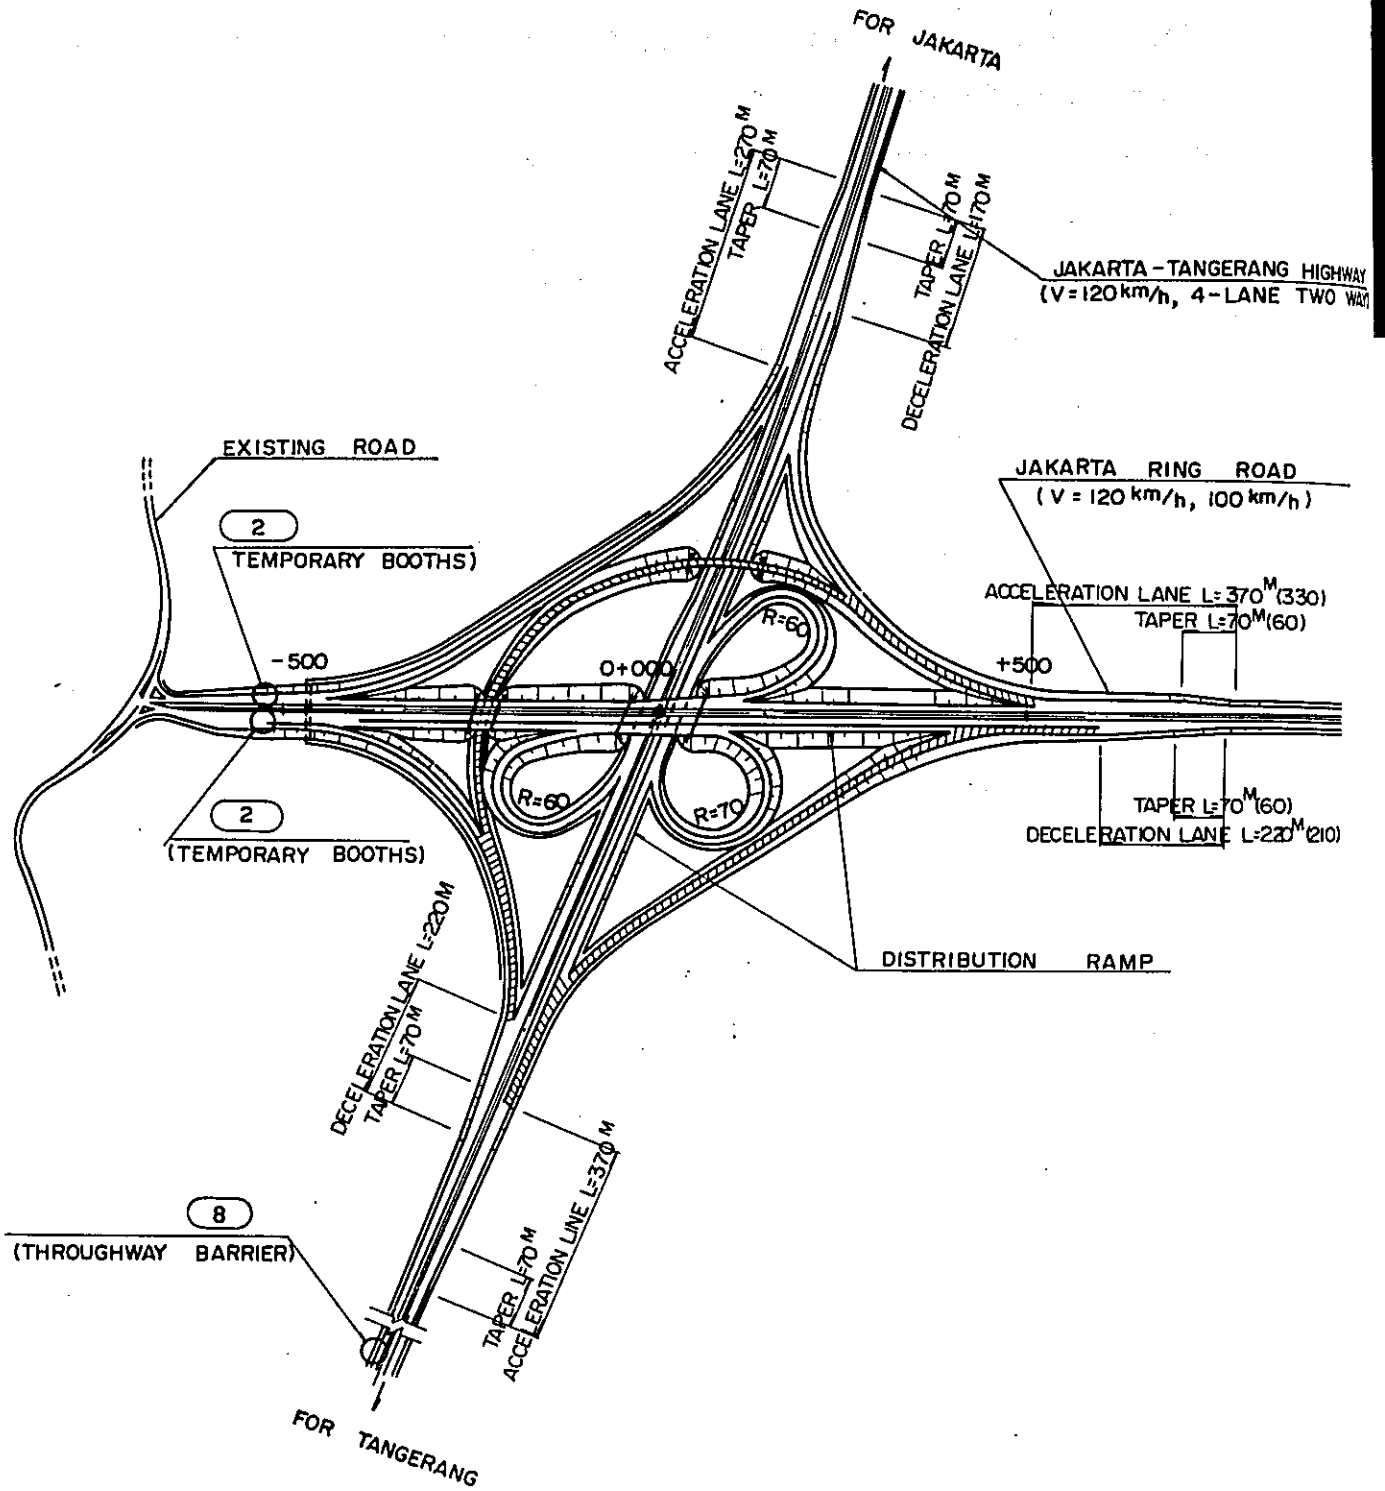 FOR JAKARTA
ACCELERATION LANE L=270M
TAPER L=70M
TAPER L=70M
DECELERATION LANE L=170M
JAKARTA-TANGERANG HIGHWAY
(V=120km/h, 4-LANE TWO WAY)
EXISTING ROAD
JAKARTA RING ROAD
(V=120km/h, 100km/h)
2
TEMPORARY BOOTHS)
ACCELERATION LANE L=370M(330)
TAPER L=70M(60)
R=60
-500
0+000
+500
R=60
R=70
2
(TEMPORARY BOOTHS)
TAPER L=70M(60)
DECELERATION LANE L=220M(210)
DISTRIBUTION RAMP
DECELERATION LANE L=220M
TAPER L=70M
8
(THROUGHWAY BARRIER)
TAPER L=70M
ACCELERATION LINE L=370M
FOR TANGERANG